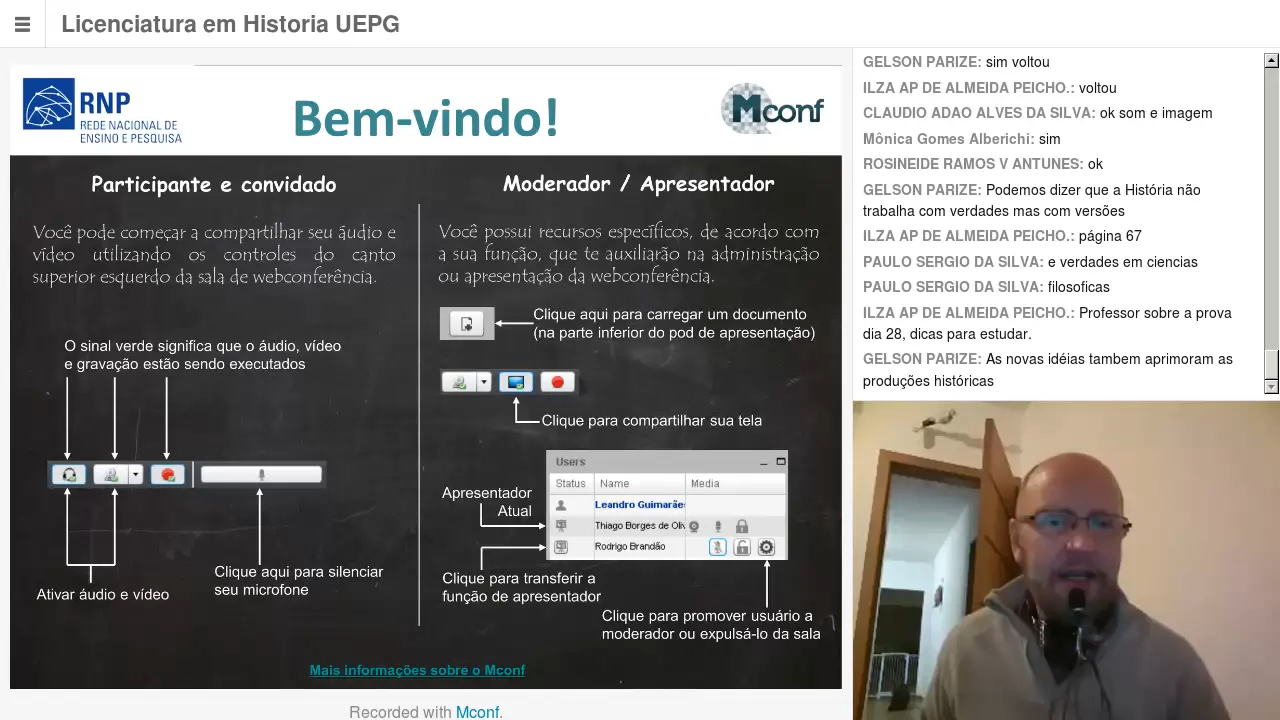 Licenciatura em Historia UEPG
RNP
REDE NACIONAL DE
ENSINO E PESQUISA
Bem-vindo!
Mconf
Participante e convidado
Você pode começar a compartilhar seu áudio e
vídeo utilizando os controles do canto
superior esquerdo da sala de webconferência.
O sinal verde significa que o áudio, vídeo
e gravação estão sendo executados
Ativar áudio e vídeo
Clique aqui para silenciar
seu microfone
Moderador / Apresentador
Você possui recursos específicos, de acordo com
a sua função, que te auxiliarão na administração
ou apresentação da webconferência.
Clique aqui para carregar um documento
(na parte inferior do pod de apresentação)
Clique para compartilhar sua tela
Users
Status Name Media
Leandro Guimarães
Thiago Borges de Oliv
Rodrigo Brandão
Apresentador
Atual
Clique para transferir a
função de apresentador
Clique para promover usuário a
moderador ou expulsá-lo da sala
Mais informações sobre o Mconf
Recorded with Mconf.
GELSON PARIZE: sim voltou
ILZA AP DE ALMEIDA PEICHO.: voltou
CLAUDIO ADAO ALVES DA SILVA: ok som e imagem
Mônica Gomes Alberichi: sim
ROSINEIDE RAMOS V ANTUNES: ok
GELSON PARIZE: Podemos dizer que a História não
trabalha com verdades mas com versões
ILZA AP DE ALMEIDA PEICHO.: página 67
PAULO SERGIO DA SILVA: e verdades em ciencias
PAULO SERGIO DA SILVA: filosoficas
ILZA AP DE ALMEIDA PEICHO.: Professor sobre a prova
dia 28, dicas para estudar.
GELSON PARIZE: As novas idéias tambem aprimoram as
produções históricas